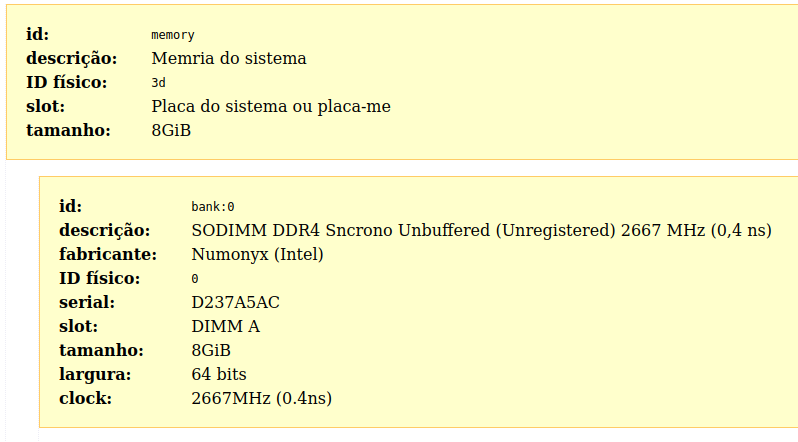 id: memory
descrição: Memria do sistema
ID físico: 3d
slot: Placa do sistema ou placa-me
tamanho: 8GiB
id: bank:0
descrição: SODIMM DDR4 Sncrono Unbuffered (Unregistered) 2667 MHz (0,4 ns)
fabricante: Numonyx (Intel)
ID físico: 0
serial: D237A5AC
slot: DIMM A
tamanho: 8GiB
largura: 64 bits
clock: 2667MHz (0.4ns)